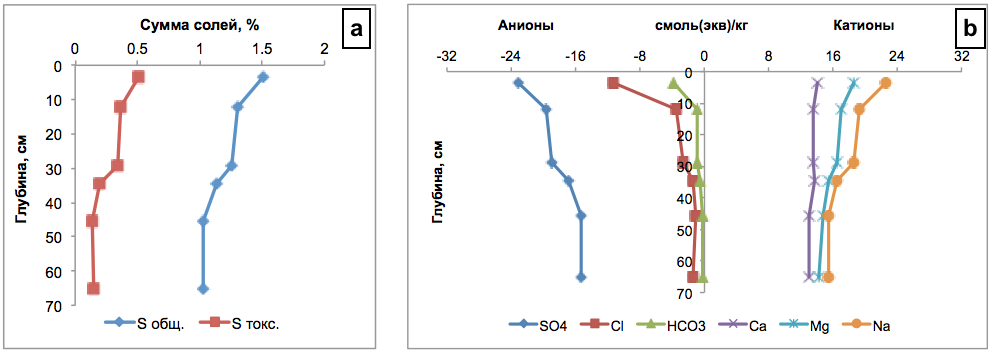 Сумма солей, %
a
0 0.5 1 1.5 2
0
10
20
30
40
50
60
70
Глубина, см
S общ. S токс.
Анионы смоль(экв)/кг Катионы
b
-32 -24 -16 -8 0 8 16 24 32
0
10
20
30
40
50
60
70
Глубина, см
SO4 Cl HCO3 Ca Mg Na